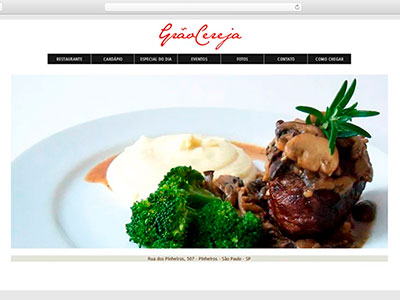 GrãoCereja
RESTAURANTE CARDÁPIO ESPECIAL DO DIA EVENTOS FOTOS CONTATO COMO CHEGAR
Rua dos Pinheiros, 507 - Pinheiros - São Paulo - SP